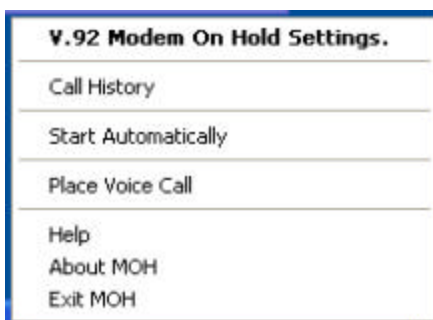 V.92 Modem On Hold Settings.
Call History
Start Automatically
Place Voice Call
Help
About MOH
Exit MOH